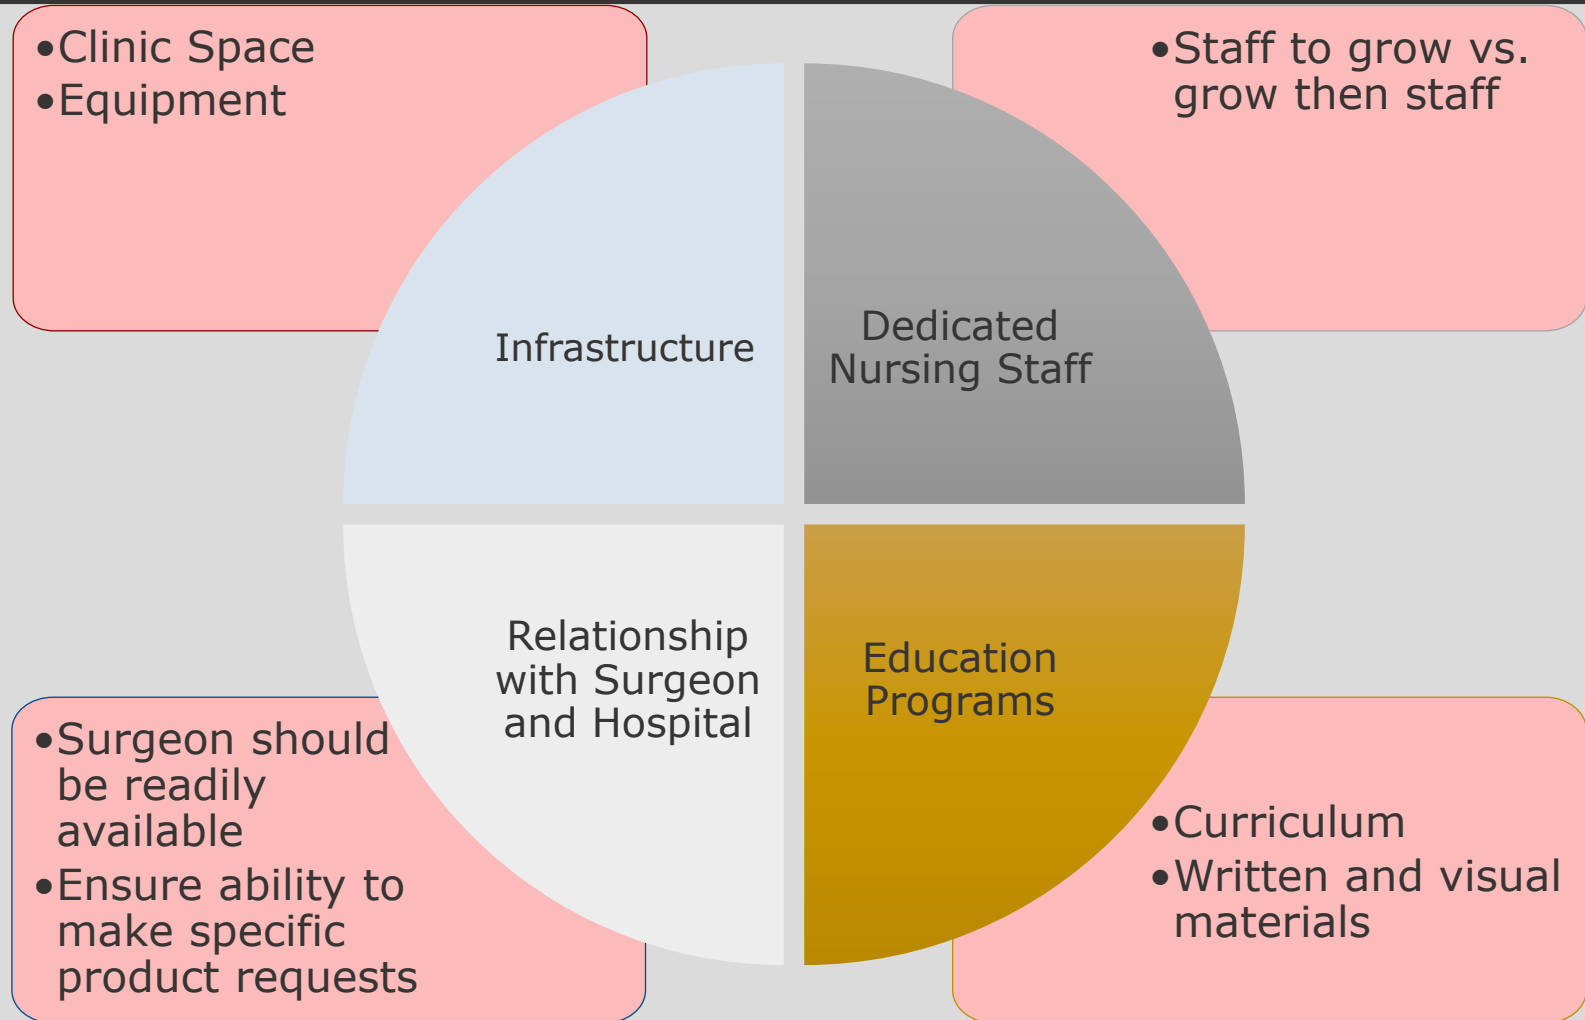 •Clinic Space
•Equipment
•Staff to grow vs.
grow then staff
Infrastructure
Dedicated
Nursing Staff
Relationship
with Surgeon
and Hospital
Education
Programs
•Surgeon should
be readily
available
•Ensure ability to
make specific
product requests
•Curriculum
•Written and visual
materials